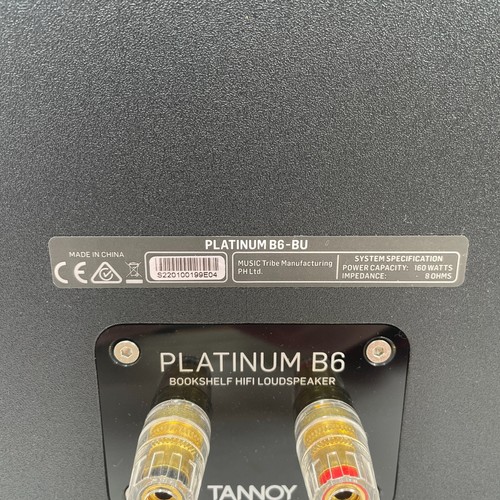 PLATINUM B6-BU
MADE IN CHINA
CE
S220100199E04
MUSIC Tribe Manufacturing
PH Ltd.
SYSTEM SPECIFICATION
POWER CAPACITY: 160 WATTS
IMPEDANCE: 8 OHMS
PLATINUM B6
BOOKSHELF HIFI LOUDSPEAKER
TANNOY